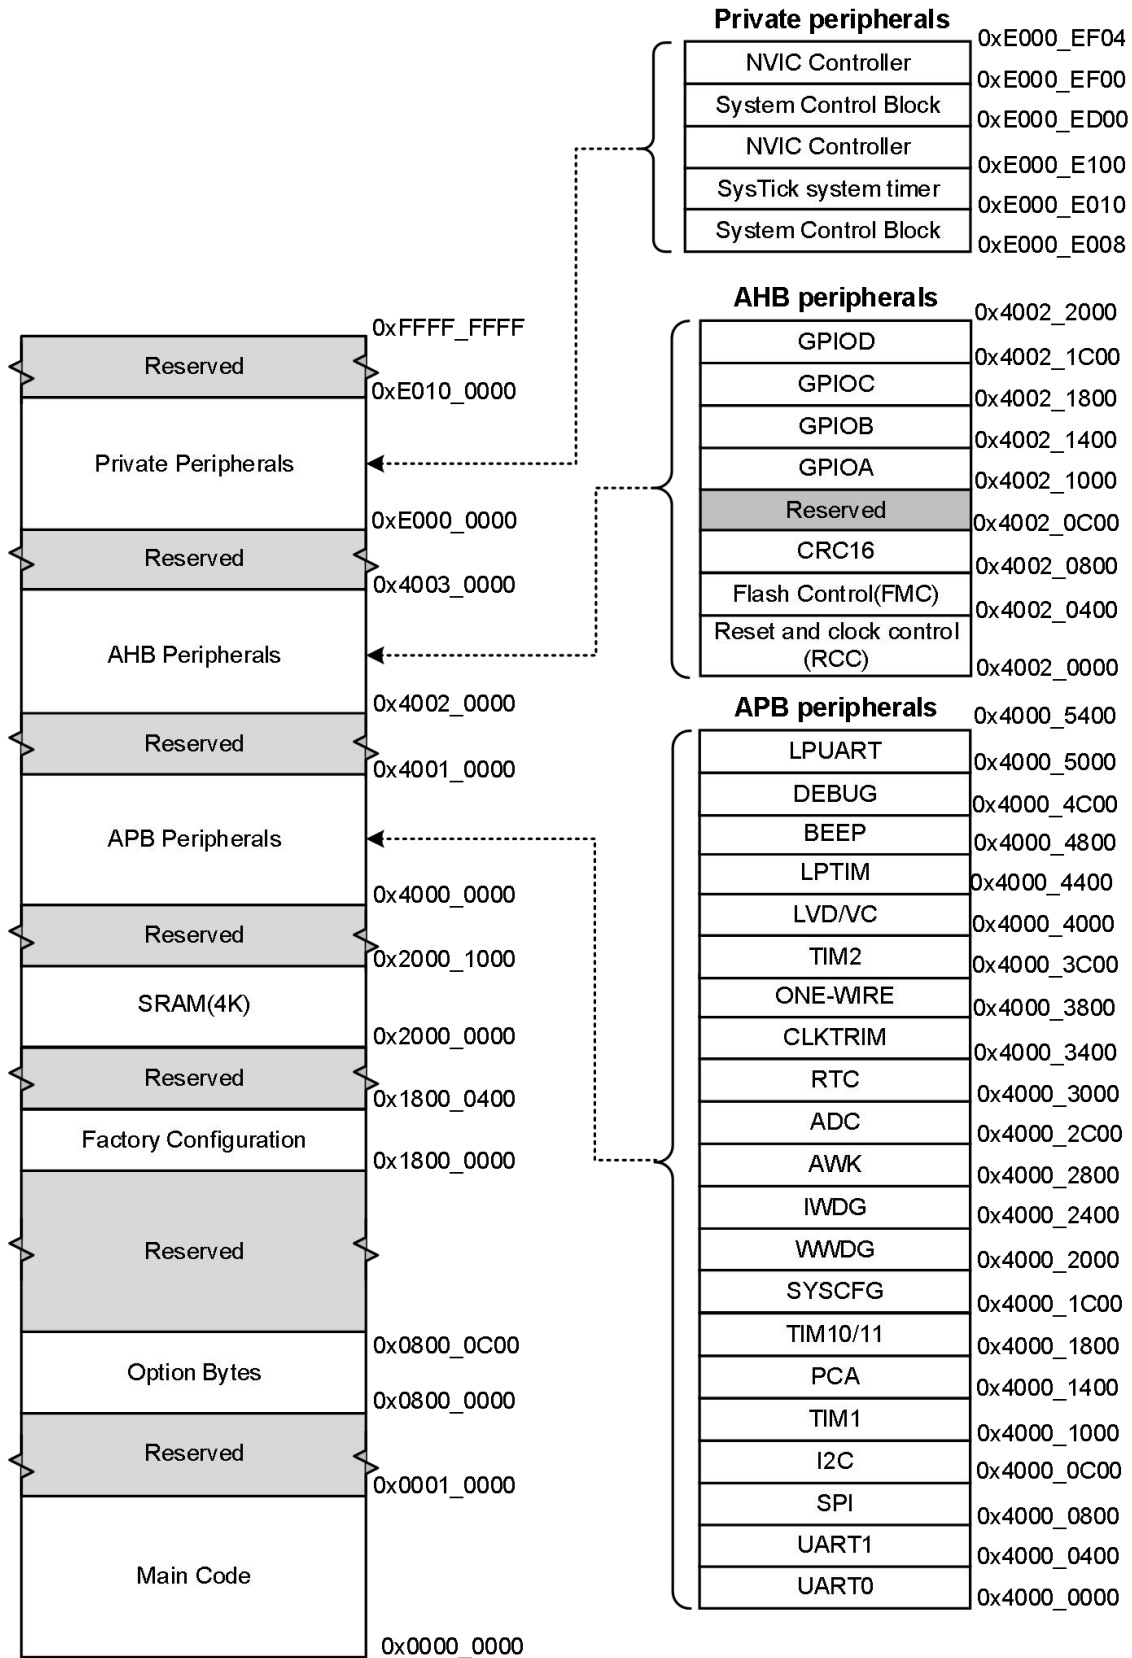 Private peripherals
0xE000_EF04
NVIC Controller
0xE000_EF00
System Control Block
0xE000_ED00
NVIC Controller
0xE000_E100
SysTick system timer
0xE000_E010
System Control Block
0xE000_E008
AHB peripherals
0x4002_2000
GPIOD
0x4002_1C00
GPIOC
0x4002_1800
GPIOB
0x4002_1400
GPIOA
0x4002_1000
Reserved
0x4002_0C00
CRC16
0x4002_0800
Flash Control(FMC)
0x4002_0400
Reset and clock control
(RCC)
0x4002_0000
APB peripherals
0x4000_5400
LPUART
0x4000_5000
DEBUG
0x4000_4C00
BEEP
0x4000_4800
LPTIM
0x4000_4400
LVD/VC
0x4000_4000
TIM2
0x4000_3C00
ONE-WIRE
0x4000_3800
CLKTRIM
0x4000_3400
RTC
0x4000_3000
ADC
0x4000_2C00
AWK
0x4000_2800
IWDG
0x4000_2400
WWDG
0x4000_2000
SYSCFG
0x4000_1C00
TIM10/11
0x4000_1800
PCA
0x4000_1400
TIM1
0x4000_1000
I2C
0x4000_0C00
SPI
0x4000_0800
UART1
0x4000_0400
UART0
0x4000_0000
0xFFFF_FFFF
Reserved
0xE010_0000
Private Peripherals
0xE000_0000
Reserved
0x4003_0000
AHB Peripherals
0x4002_0000
Reserved
0x4001_0000
APB Peripherals
0x4000_0000
Reserved
0x2000_1000
SRAM(4K)
0x2000_0000
Reserved
0x1800_0400
Factory Configuration
0x1800_0000
Reserved
0x0800_0C00
Option Bytes
0x0800_0000
Reserved
0x0001_0000
Main Code
0x0000_0000